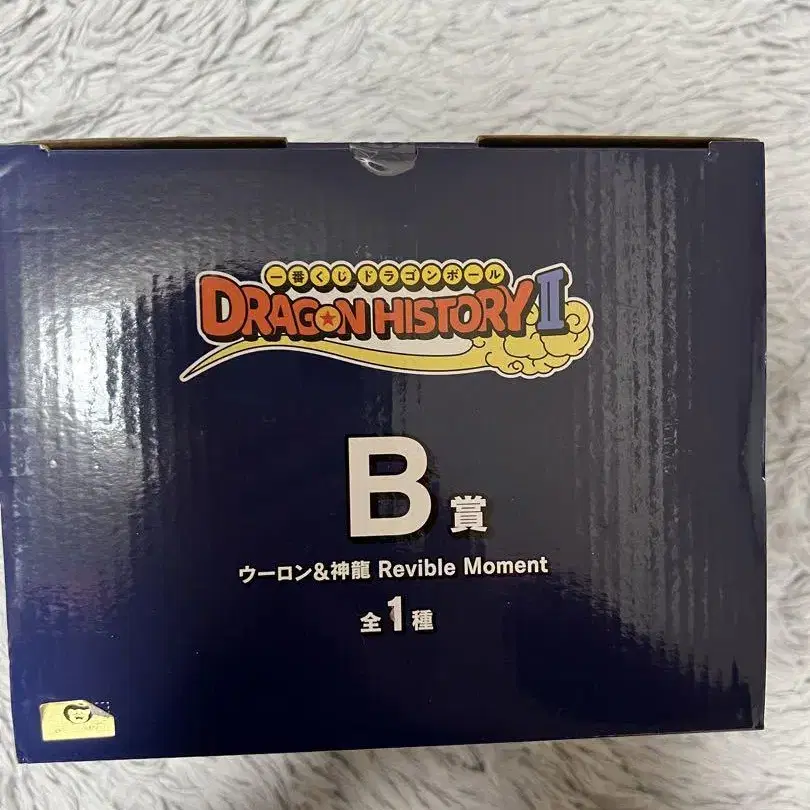 一番くじ ドラゴンボール
DRAGON HISTORY II
B賞
ウーロン&神龍 Revible Moment
全1種